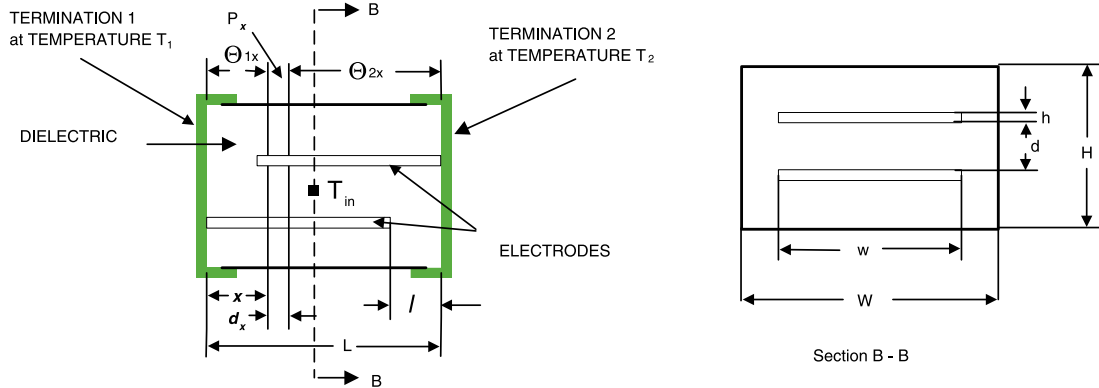 TERMINATION 1
at TEMPERATURE T1
Px
B
TERMINATION 2
at TEMPERATURE T2
Θ1x
Θ2x
DIELECTRIC
Tin
ELECTRODES
x
l
dx
L
B
h
d
H
w
W
Section B - B